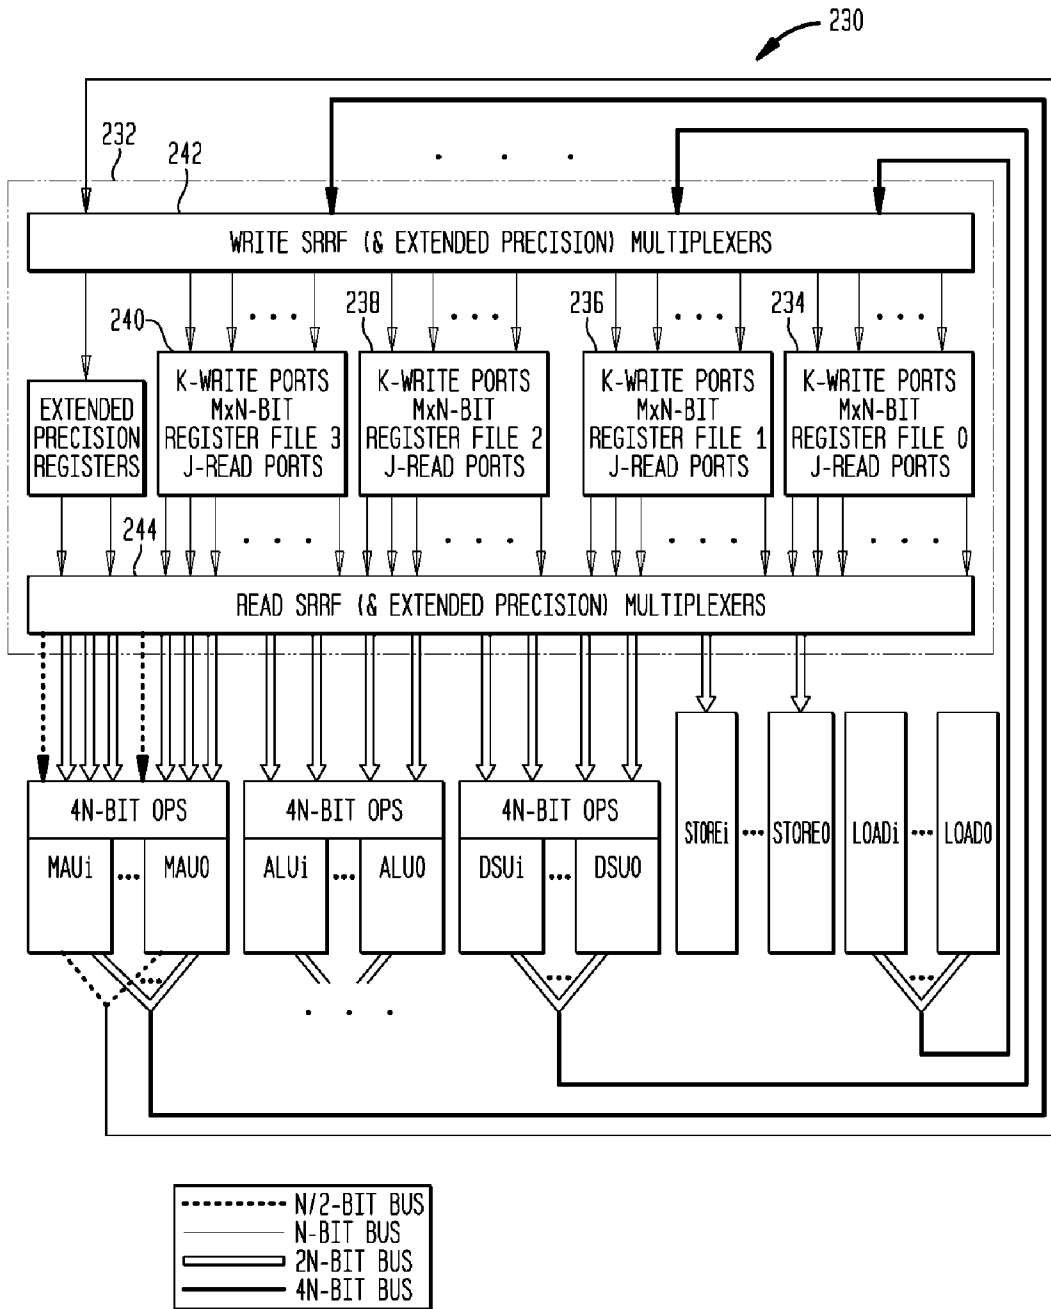 230
232
242
WRITE SRRF (& EXTENDED PRECISION) MULTIPLEXERS
240
238
236
234
EXTENDED
PRECISION
REGISTERS
K-WRITE PORTS
MxN-BIT
REGISTER FILE 3
J-READ PORTS
K-WRITE PORTS
MxN-BIT
REGISTER FILE 2
J-READ PORTS
K-WRITE PORTS
MxN-BIT
REGISTER FILE 1
J-READ PORTS
K-WRITE PORTS
MxN-BIT
REGISTER FILE 0
J-READ PORTS
244
READ SRRF (& EXTENDED PRECISION) MULTIPLEXERS
4N-BIT OPS
MAUi ... MAU0
4N-BIT OPS
ALUi ... ALU0
4N-BIT OPS
DSUi ... DSU0
STOREi ... STORE0
LOADi ... LOAD0
N/2-BIT BUS
N-BIT BUS
2N-BIT BUS
4N-BIT BUS